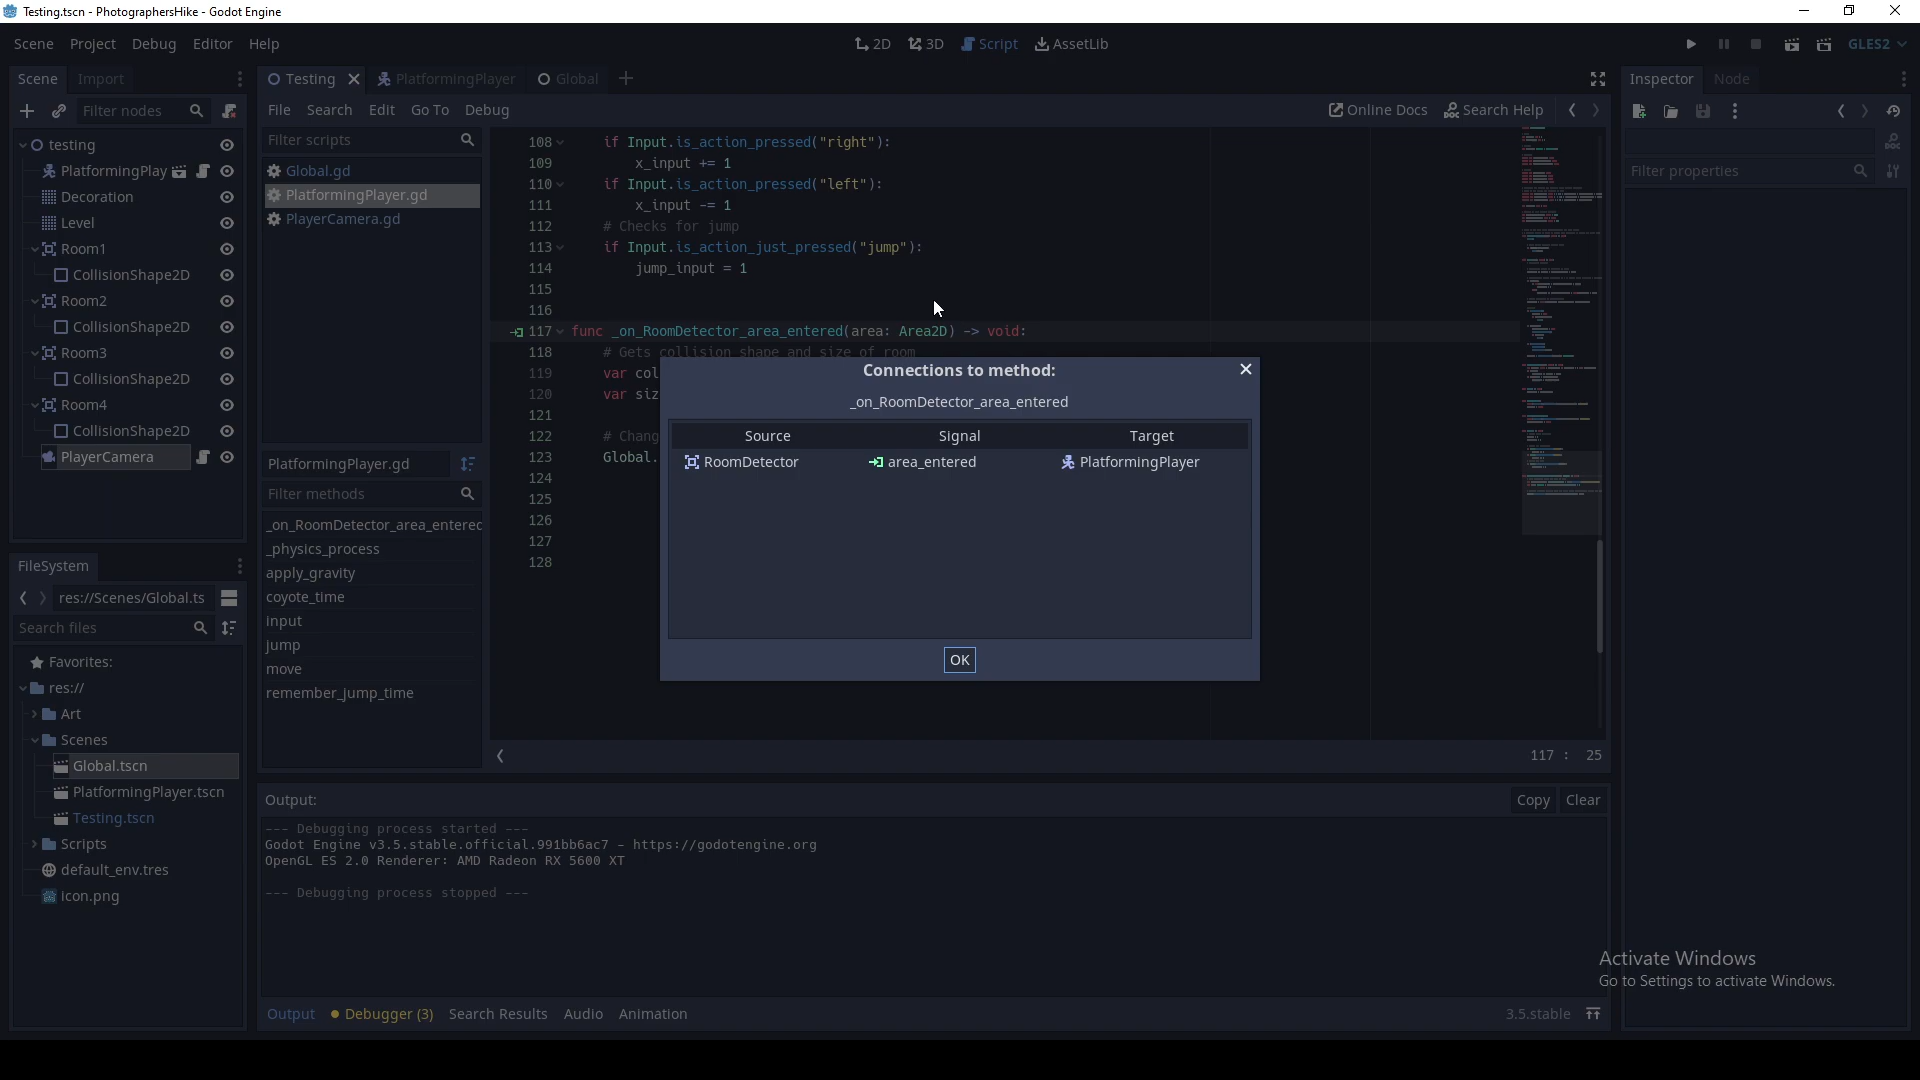 Testing.tscn - PhotographersHike - Godot Engine
Scene Project Debug Editor Help
2D 3D Script AssetLib
GLES2
Scene Import
Filter nodes
testing
PlatformingPlay
Decoration
Level
Room1
CollisionShape2D
Room2
CollisionShape2D
Room3
CollisionShape2D
Room4
CollisionShape2D
PlayerCamera
FileSystem
res://Scenes/Global.ts
Search files
Favorites:
res://
Art
Scenes
Global.tscn
PlatformingPlayer.tscn
Testing.tscn
Scripts
default_env.tres
icon.png
Testing PlatformingPlayer Global
File Search Edit Go To Debug
Online Docs Search Help
Filter scripts
Global.gd
PlatformingPlayer.gd
PlayerCamera.gd
PlatformingPlayer.gd
Filter methods
_on_RoomDetector_area_entered
_physics_process
apply_gravity
coyote_time
input
jump
move
remember_jump_time
108 if Input.is_action_pressed("right"):
109 x_input += 1
110 if Input.is_action_pressed("left"):
111 x_input -= 1
112 # Checks for jump
113 if Input.is_action_just_pressed("jump"):
114 jump_input = 1
115
116
117 func _on_RoomDetector_area_entered(area: Area2D) -> void:
118 # Gets collision shape and size of room
119 var col
120 var siz
121
122 # Chang
123 Global.
124
125
126
127
128
117 : 25
Connections to method:
_on_RoomDetector_area_entered
Source Signal Target
RoomDetector area_entered PlatformingPlayer
OK
Output:
Copy Clear
--- Debugging process started ---
Godot Engine v3.5.stable.official.991bb6ac7 - https://godotengine.org
OpenGL ES 2.0 Renderer: AMD Radeon RX 5600 XT
--- Debugging process stopped ---
Output Debugger (3) Search Results Audio Animation
3.5.stable
Inspector Node
Filter properties
Activate Windows
Go to Settings to activate Windows.